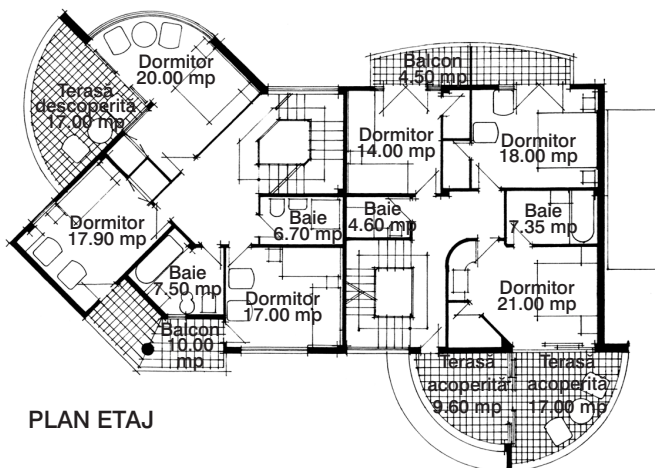 Dormitor
20.00 mp
Terasă
descoperită
17.00 mp
Balcon
4.50 mp
Dormitor
14.00 mp
Dormitor
18.00 mp
Dormitor
17.90 mp
Baie
6.70 mp
Baie
4.60 mp
Baie
7.35 mp
Baie
7.50 mp
Dormitor
17.00 mp
Dormitor
21.00 mp
Balcon
10.00
mp
Terasă
acoperită
9.60 mp
Terasă
acoperită
17.00 mp
PLAN ETAJ